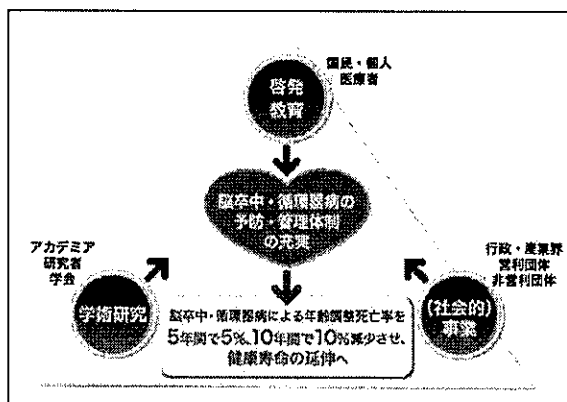 国民・個人
医療者
啓発
教育
脳卒中・循環器病の
予防・管理体制
の充実
アカデミア
研究者
学会
学術研究
行政・産業界
営利団体
非営利団体
(社会的)
事業
脳卒中・循環器病による年齢調整死亡率を
5年間で5%、10年間で10%減少させ、
健康寿命の延伸へ